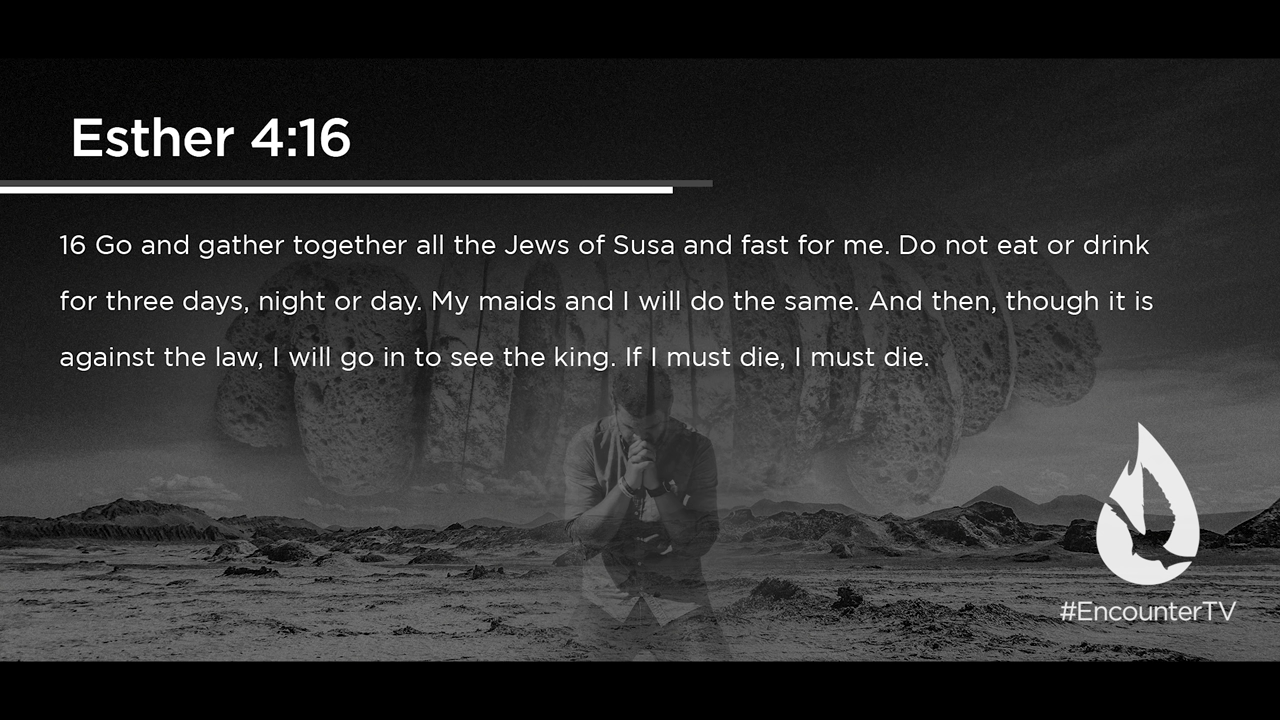 Esther 4:16
16 Go and gather together all the Jews of Susa and fast for me. Do not eat or drink
for three days, night or day. My maids and I will do the same. And then, though it is
against the law, I will go in to see the king. If I must die, I must die.
#EncounterTV